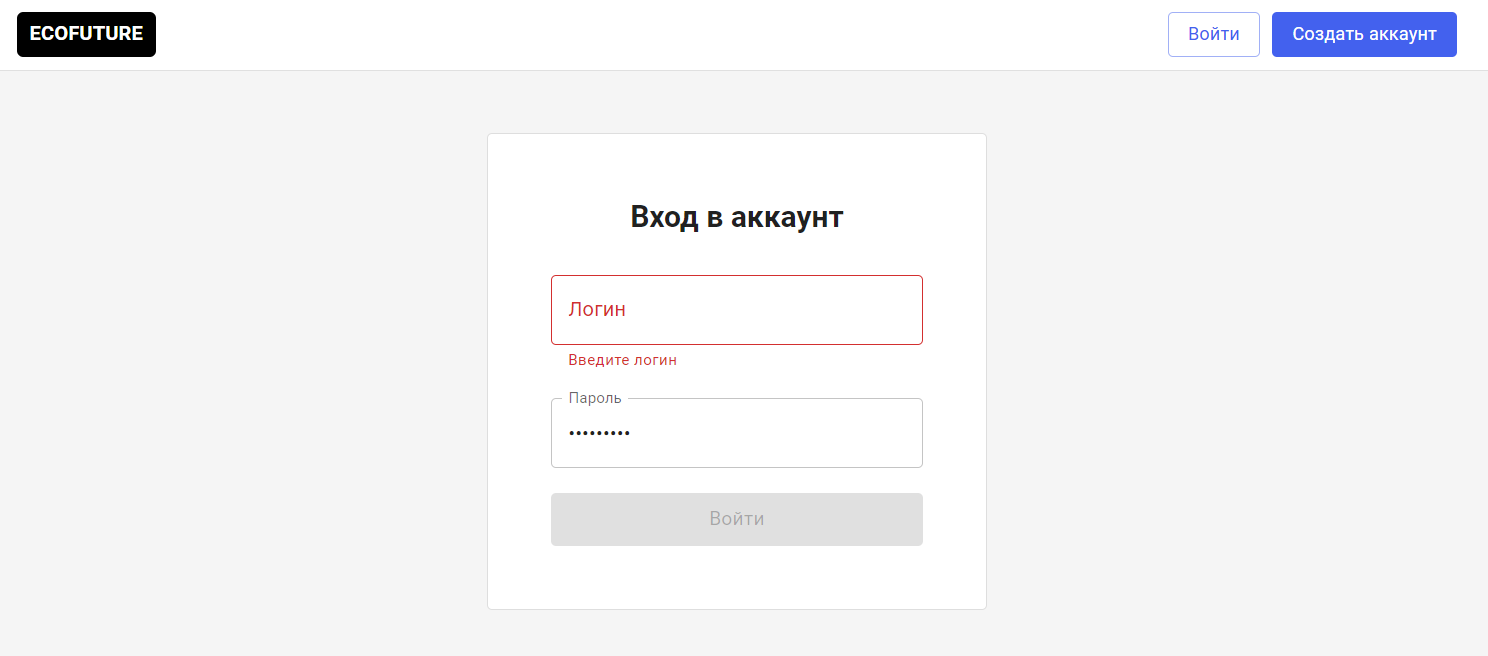 ECOFUTURE
Войти
Создать аккаунт
Вход в аккаунт
Логин
Введите логин
Пароль
•••••••••
Войти